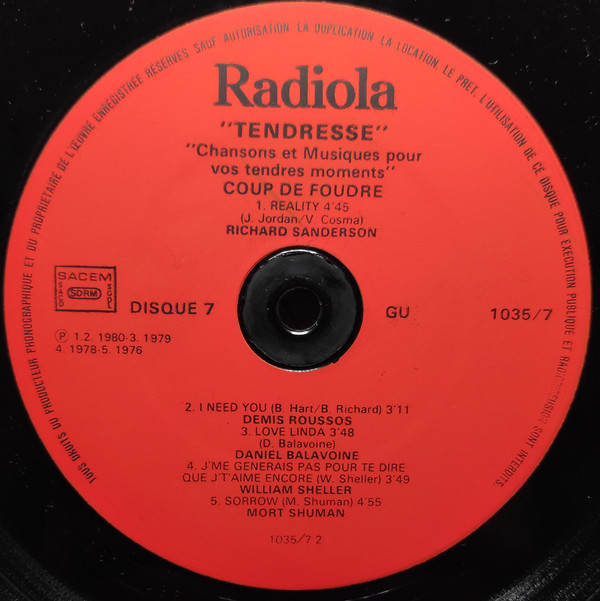 TOUS DROITS DU PRODUCTEUR PHONOGRAPHIQUE ET DU PROPRIETAIRE DE L'ŒUVRE ENREGISTRÉE RÉSERVÉS. SAUF AUTORISATION, LA DUPLICATION, LA LOCATION, LE PRET, L'UTILISATION DE CE DISQUE POUR EXECUTION PUBLIQUE ET RADIODIFFUSION SONT INTERDITS.
Radiola
"TENDRESSE"
"Chansons et Musiques pour
vos tendres moments"
COUP DE FOUDRE
1. REALITY 4'45
(J. Jordan/V. Cosma)
RICHARD SANDERSON
SACEM
SACD SDRM SGDL
DISQUE 7
GU
1035/7
Ⓟ 1.2. 1980-3. 1979
4. 1978-5. 1976
2. I NEED YOU (B. Hart/B. Richard) 3'11
DEMIS ROUSSOS
3. LOVE LINDA 3'48
(D. Balavoine)
DANIEL BALAVOINE
4. J'ME GENERAIS PAS POUR TE DIRE
QUE J'T'AIME ENCORE (W. Sheller) 3'49
WILLIAM SHELLER
5. SORROW (M. Shuman) 4'55
MORT SHUMAN
1035/7 2